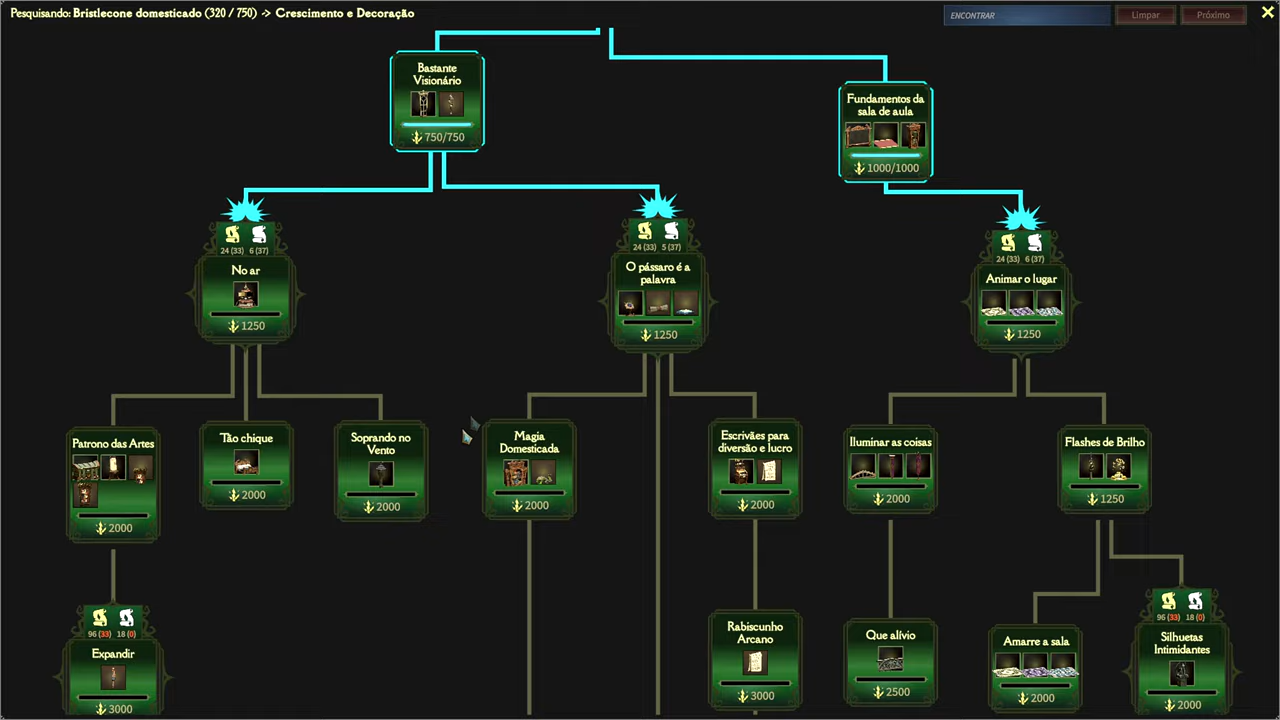 Pesquisando: Bristlecone domesticado (320 / 750) -> Crescimento e Decoração
ENCONTRAR
Limpar
Próximo
Bastante
Visionário
750/750
Fundamentos da
sala de aula
1000/1000
24 (33) 6 (37)
No ar
1250
24 (33) 5 (37)
O pássaro é a
palavra
1250
24 (33) 6 (37)
Animar o lugar
1250
Patrono das Artes
2000
Tão chique
2000
Soprando no
Vento
2000
Magia
Domesticada
2000
Escrivães para
diversão e lucro
2000
Iluminar as coisas
2000
Flashes de Brilho
1250
96 (33) 18 (0)
Expandir
3000
Rabiscunho
Arcano
3000
Que alívio
2500
Amarre a sala
2000
96 (33) 18 (0)
Silhuetas
Intimidantes
2000